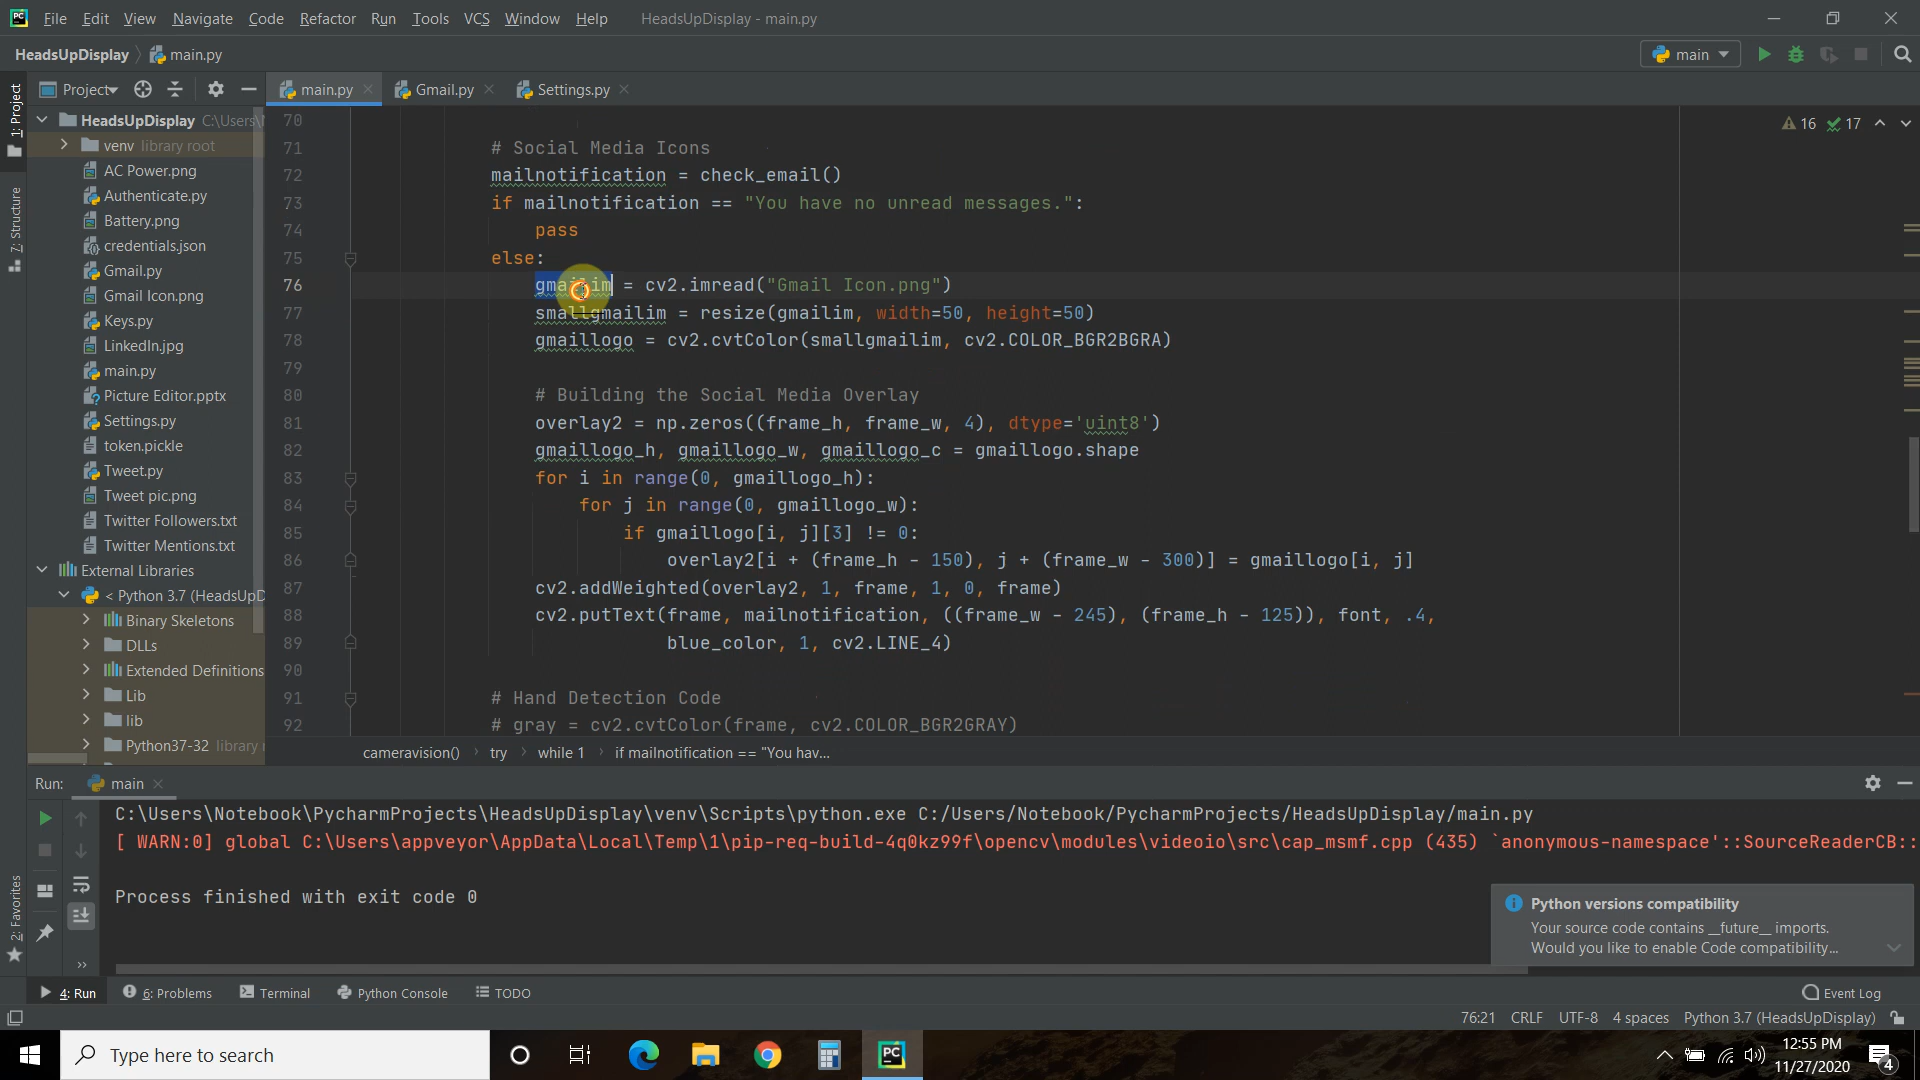 File Edit View Navigate Code Refactor Run Tools VCS Window Help HeadsUpDisplay - main.py
HeadsUpDisplay main.py main
Project main.py Gmail.py Settings.py
1: Project
7: Structure
2: Favorites
HeadsUpDisplay C:\Users\
venv library root
AC Power.png
Authenticate.py
Battery.png
credentials.json
Gmail.py
Gmail Icon.png
Keys.py
LinkedIn.jpg
main.py
Picture Editor.pptx
Settings.py
token.pickle
Tweet.py
Tweet pic.png
Twitter Followers.txt
Twitter Mentions.txt
External Libraries
< Python 3.7 (HeadsUpD
Binary Skeletons
DLLs
Extended Definitions
Lib
lib
Python37-32 library r
16 17
70
71 # Social Media Icons
72 mailnotification = check_email()
73 if mailnotification == "You have no unread messages.":
74 pass
75 else:
76 gmailim = cv2.imread("Gmail Icon.png")
77 smallgmailim = resize(gmailim, width=50, height=50)
78 gmaillogo = cv2.cvtColor(smallgmailim, cv2.COLOR_BGR2BGRA)
79
80 # Building the Social Media Overlay
81 overlay2 = np.zeros((frame_h, frame_w, 4), dtype='uint8')
82 gmaillogo_h, gmaillogo_w, gmaillogo_c = gmaillogo.shape
83 for i in range(0, gmaillogo_h):
84 for j in range(0, gmaillogo_w):
85 if gmaillogo[i, j][3] != 0:
86 overlay2[i + (frame_h - 150), j + (frame_w - 300)] = gmaillogo[i, j]
87 cv2.addWeighted(overlay2, 1, frame, 1, 0, frame)
88 cv2.putText(frame, mailnotification, ((frame_w - 245), (frame_h - 125)), font, .4,
89 blue_color, 1, cv2.LINE_4)
90
91 # Hand Detection Code
92 # gray = cv2.cvtColor(frame, cv2.COLOR_BGR2GRAY)
cameravision() try while 1 if mailnotification == "You hav...
Run: main
C:\Users\Notebook\PycharmProjects\HeadsUpDisplay\venv\Scripts\python.exe C:/Users/Notebook/PycharmProjects/HeadsUpDisplay/main.py
[ WARN:0] global C:\Users\appveyor\AppData\Local\Temp\1\pip-req-build-4q0kz99f\opencv\modules\videoio\src\cap_msmf.cpp (435) `anonymous-namespace'::SourceReaderCB::
Process finished with exit code 0
Python versions compatibility
Your source code contains __future__ imports.
Would you like to enable Code compatibility...
4: Run 6: Problems Terminal Python Console TODO Event Log
76:21 CRLF UTF-8 4 spaces Python 3.7 (HeadsUpDisplay)
Type here to search
12:55 PM
11/27/2020
4